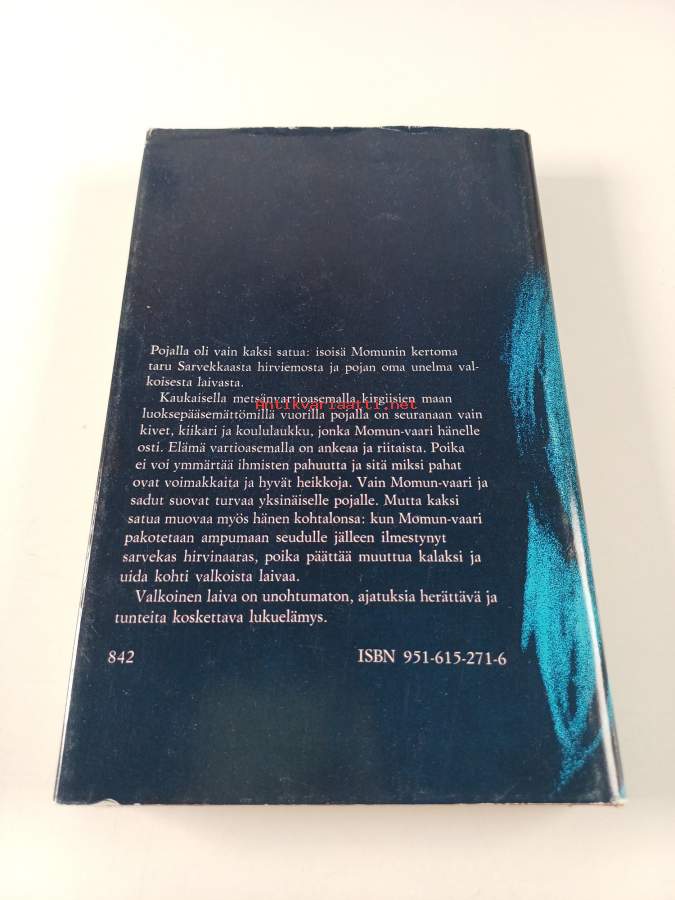 Pojalla oli vain kaksi satua: isoisä Momunin kertoma
taru Sarvekkaasta hirviemosta ja pojan oma unelma val-
koisesta laivasta.
Kaukaisella metsänvartioasemalla kirgiisien maan
Antikvariaatti.net
luoksepääsemättömillä vuorilla pojalla on seuranaan vain
kivet, kiikari ja koululaukku, jonka Momun-vaari hänelle
osti. Elämä vartioasemalla on ankeaa ja riitaista. Poika
ei voi ymmärtää ihmisten pahuutta ja sitä miksi pahat
ovat voimakkaita ja hyvät heikkoja. Vain Momun-vaari ja
sadut suovat turvaa yksinäiselle pojalle. Mutta kaksi
satua muovaa myös hänen kohtalonsa: kun Momun-vaari
pakotetaan ampumaan seudulle jälleen ilmestynyt
sarvekas hirvinaaras, poika päättää muuttua kalaksi ja
uida kohti valkoista laivaa.
Valkoinen laiva on unohtumaton, ajatuksia herättävä ja
tunteita koskettava lukuelämys.
842 ISBN 951-615-271-6